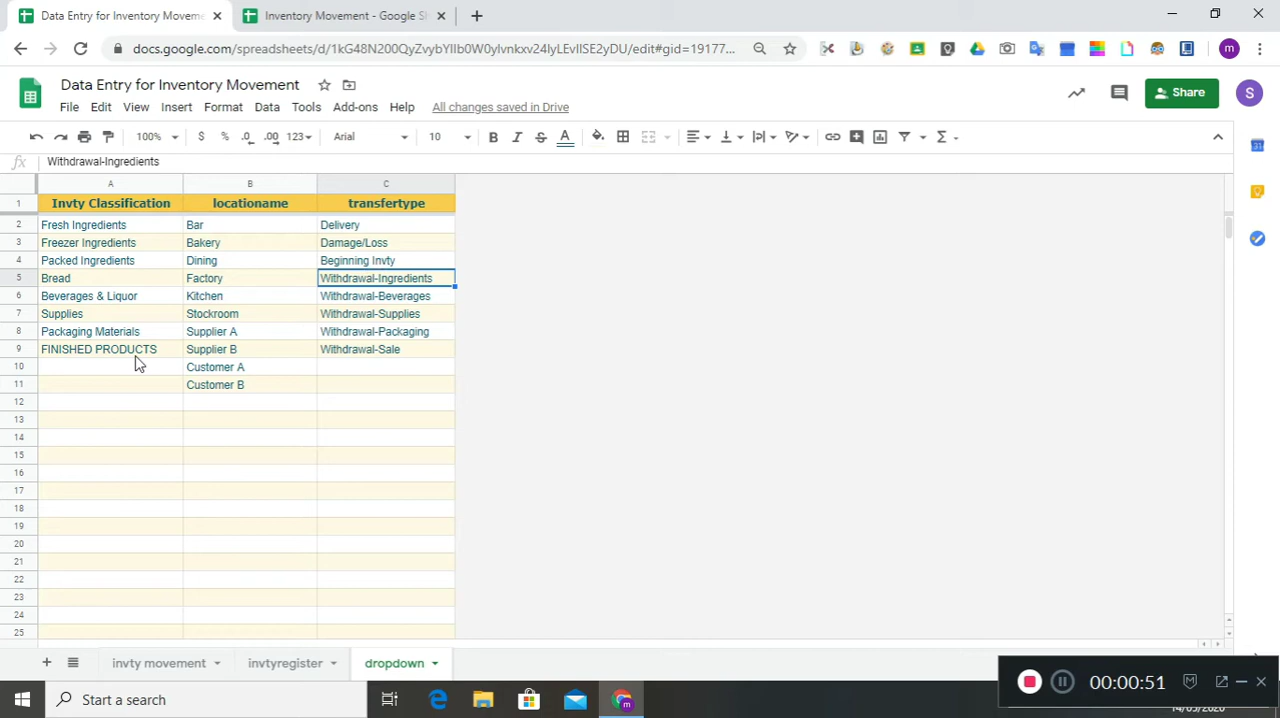 Data Entry for Inventory Moveme
Inventory Movement - Google Sh
docs.google.com/spreadsheets/d/
Data Entry for Inventory Movement
File Edit View Insert Format Data Tools Add-ons Help All changes saved in Drive
Share
S
m
100% $ % .0 .00 123 Arial 10 B I S A
fx Withdrawal-Ingredients
A B C
1 Invty Classification locationame transfertype
2 Fresh Ingredients Bar Delivery
3 Freezer Ingredients Bakery Damage/Loss
4 Packed Ingredients Dining Beginning Invty
5 Bread Factory Withdrawal-Ingredients
6 Beverages & Liquor Kitchen Withdrawal-Beverages
7 Supplies Stockroom Withdrawal-Supplies
8 Packaging Materials Supplier A Withdrawal-Packaging
9 FINISHED PRODUCTS Supplier B Withdrawal-Sale
10 Customer A
11 Customer B
12
13
14
15
16
17
18
19
20
21
22
23
24
25
invty movement invtyregister dropdown
00:00:51
Start a search